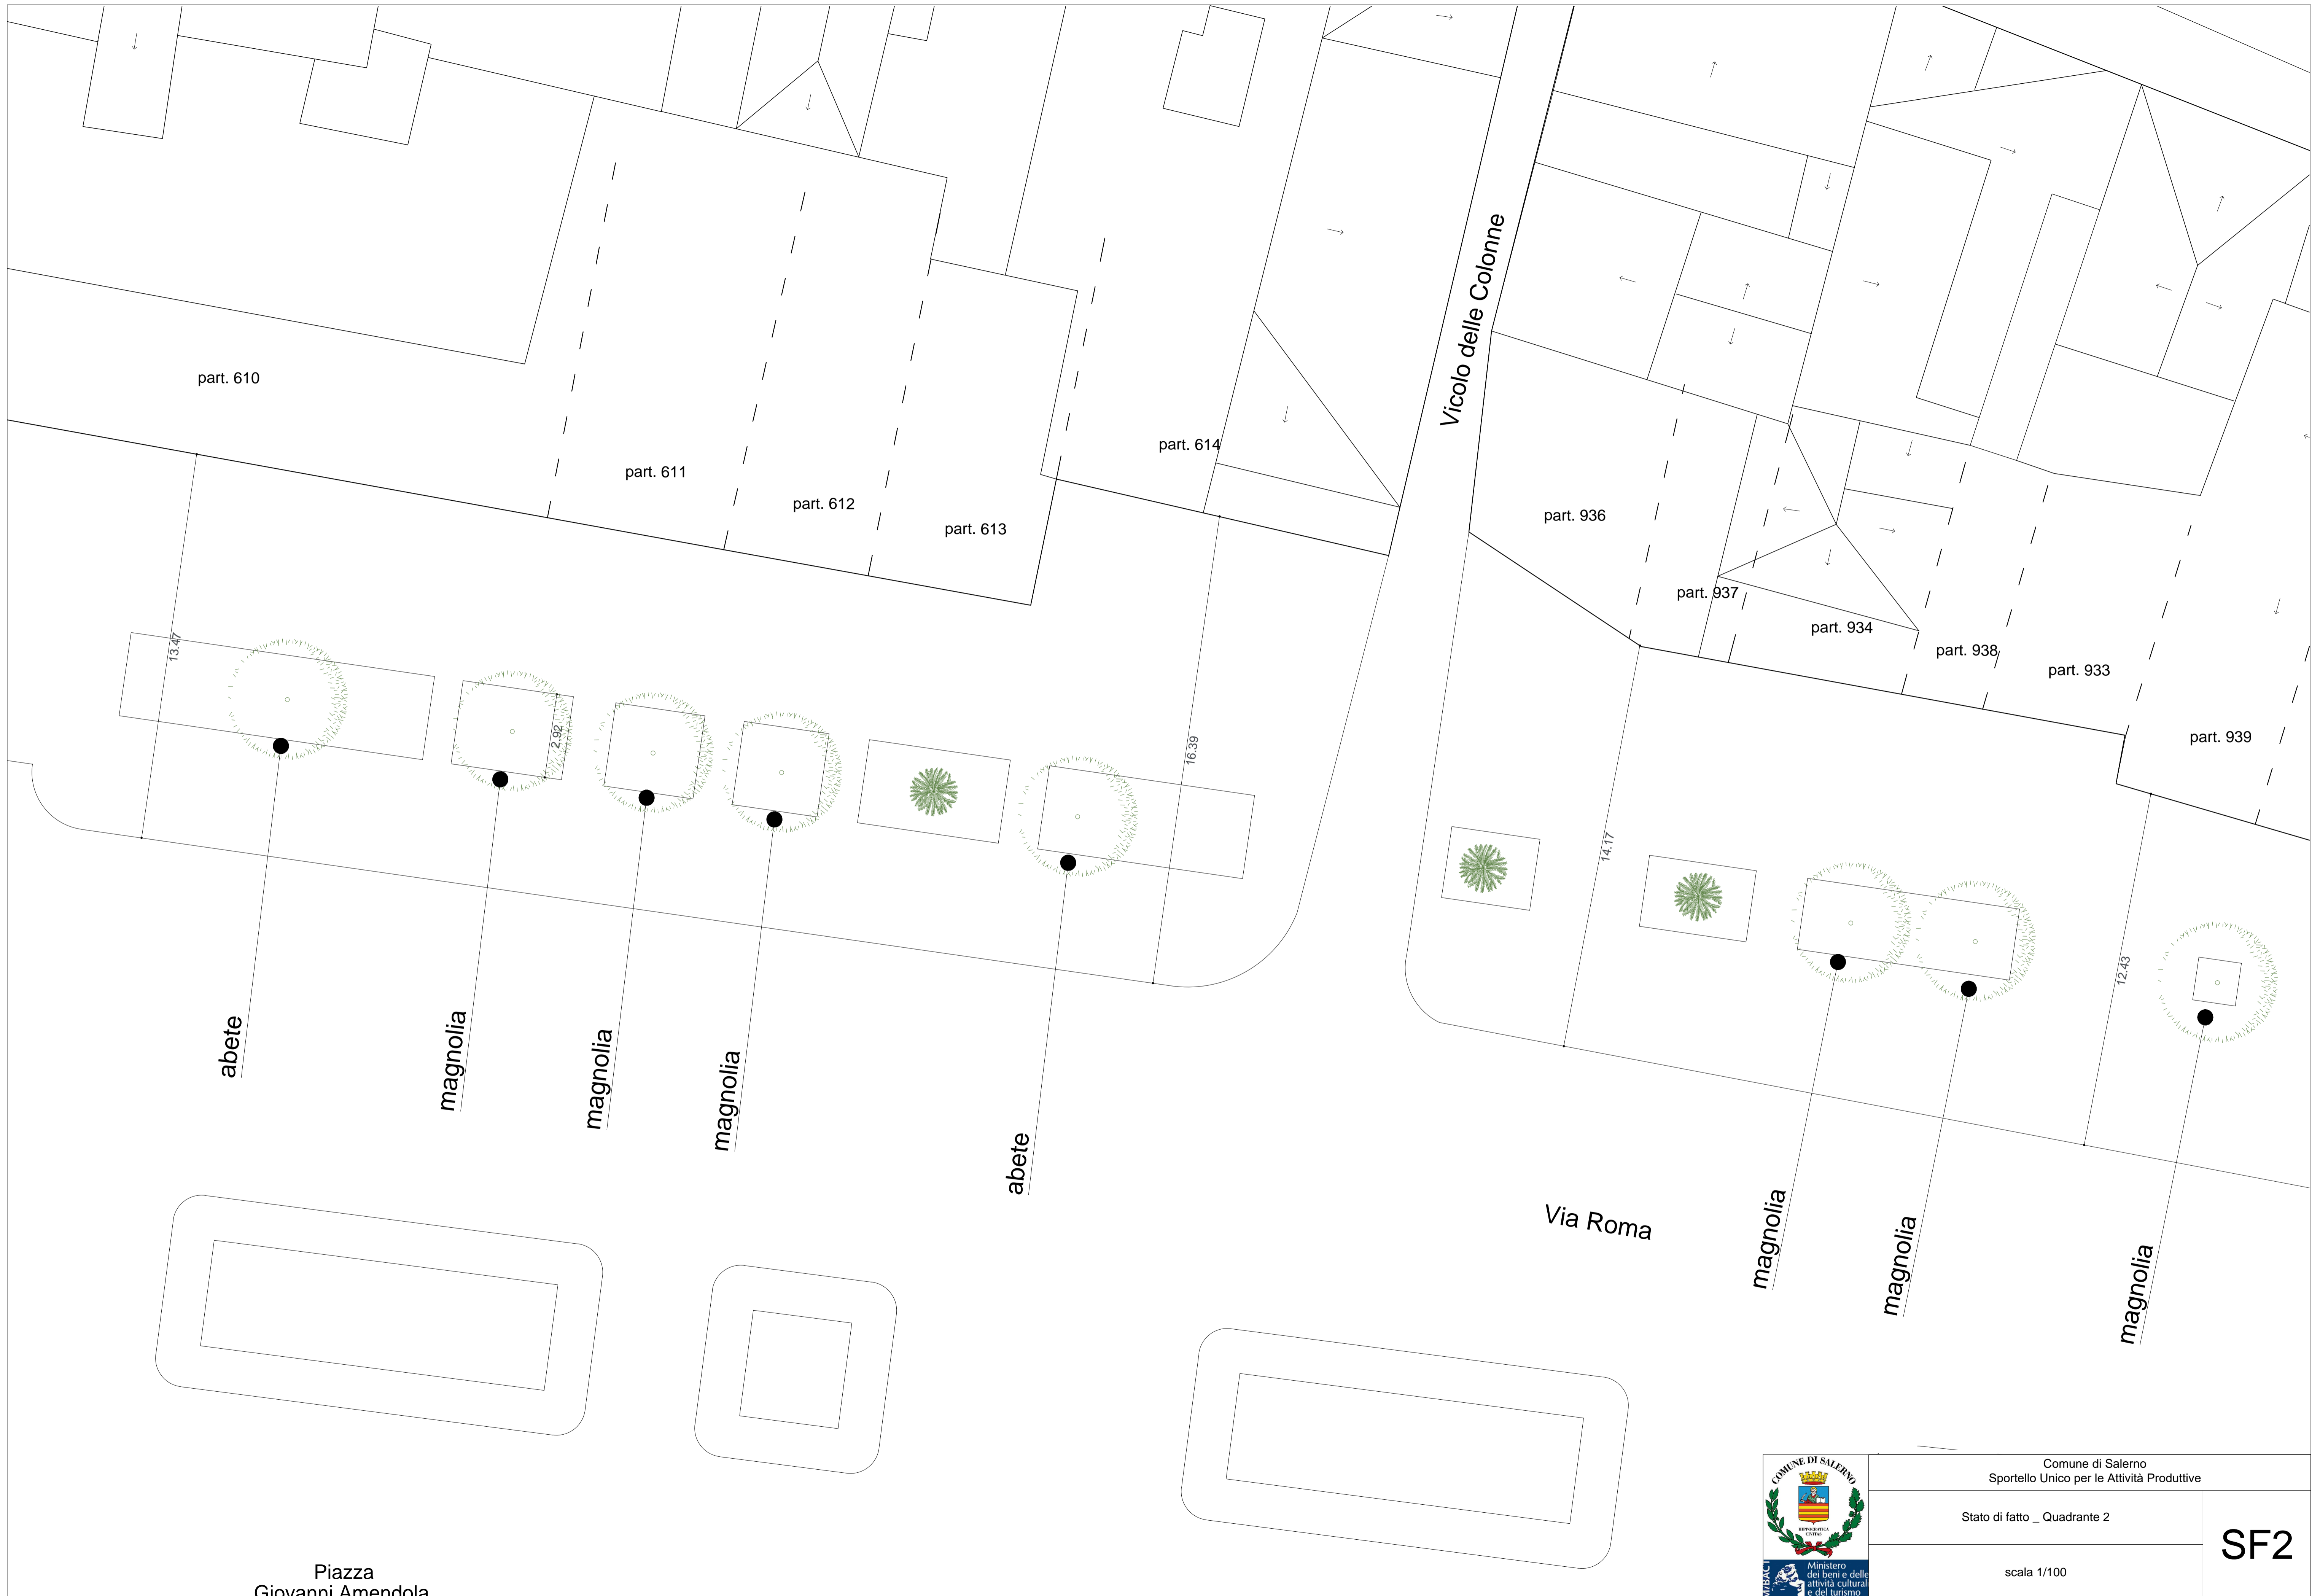 Vicolo delle Colonne
part. 610
part. 611
part. 612
part. 613
part. 614
part. 936
part. 937
part. 934
part. 938
part. 933
part. 939
13.47
2.92
16.39
14.17
12.43
abete
magnolia
magnolia
magnolia
abete
magnolia
magnolia
magnolia
Via Roma
Piazza
Giovanni Amendola
COMUNE DI SALERNO
HIPPOCRATICA
CIVITAS
MiBACT
Ministero
dei beni e delle
attività culturali
e del turismo
Comune di Salerno
Sportello Unico per le Attività Produttive
Stato di fatto _ Quadrante 2
scala 1/100
SF2